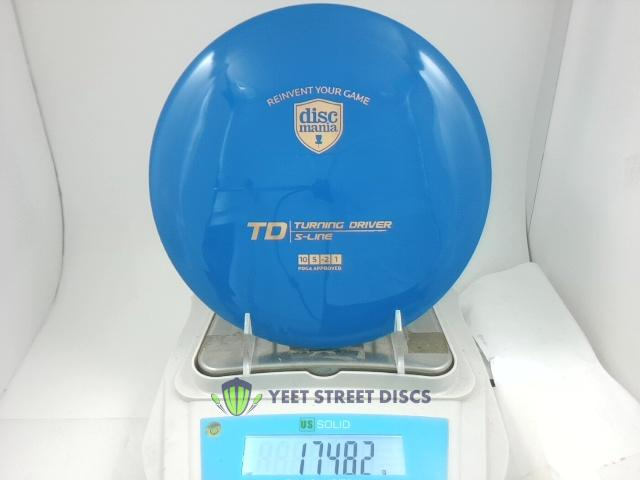 REINVENT YOUR GAME
disc
mania
TD TURNING DRIVER
S-LINE
10 5 -2 1
PDGA APPROVED
YEET STREET DISCS
US SOLID
174.82 g